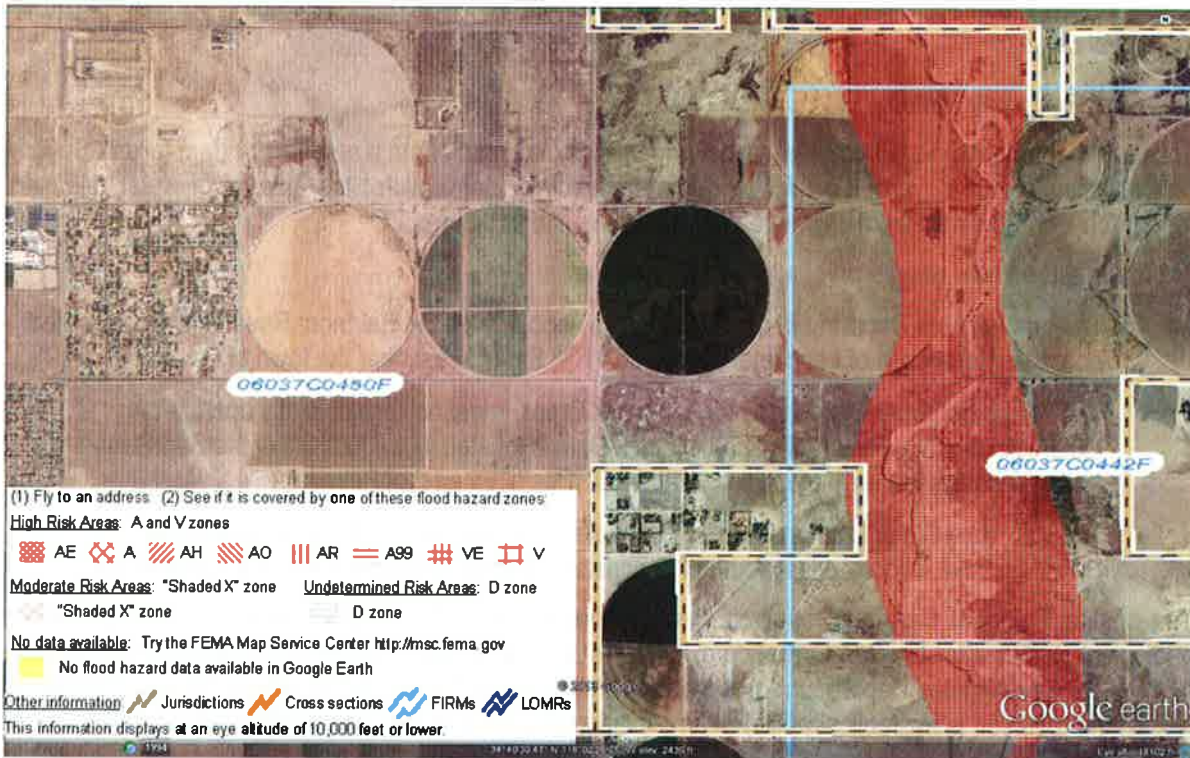 06037C0450F
06037C0442F
(1) Fly to an address (2) See if it is covered by one of these flood hazard zones
High Risk Areas: A and V zones
AE A AH AO AR A99 VE V
Moderate Risk Areas: "Shaded X" zone Undetermined Risk Areas: D zone
"Shaded X" zone D zone
No data available: Try the FEMA Map Service Center http://msc.fema.gov
No flood hazard data available in Google Earth
Other information Jurisdictions Cross sections FIRMs LOMRs
This information displays at an eye altitude of 10,000 feet or lower.
Google earth
1994